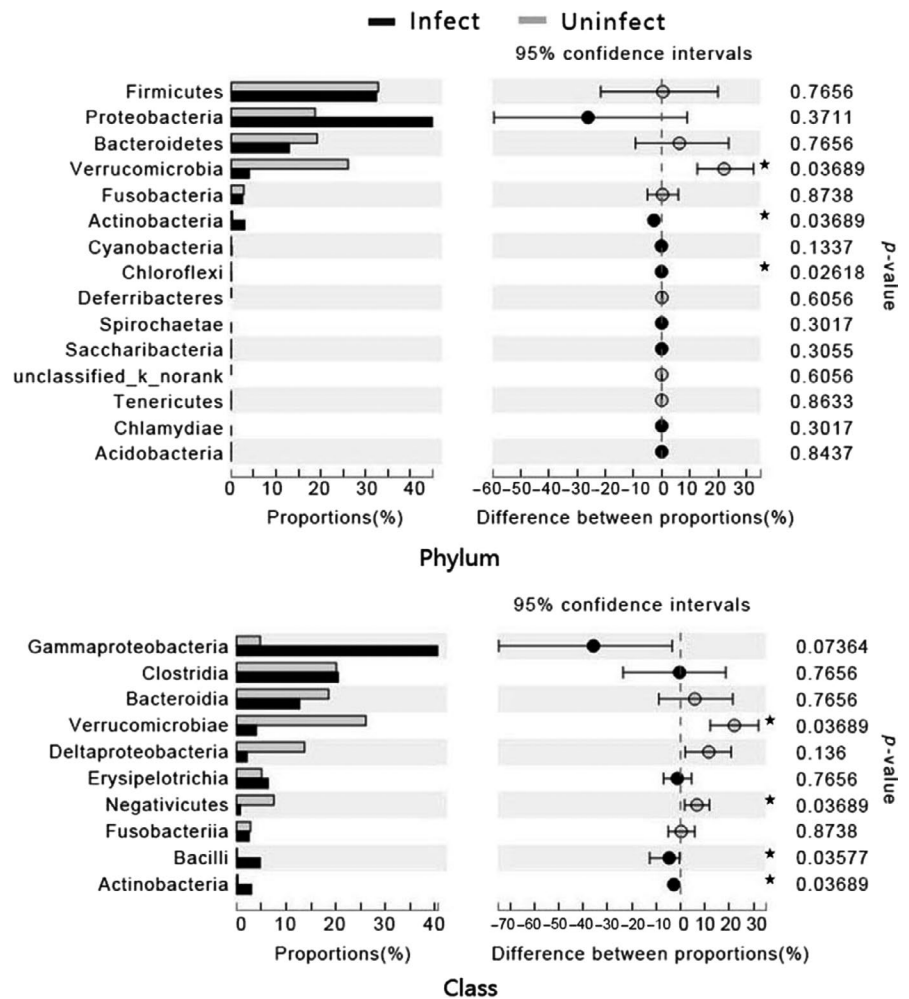 Infect Uninfect
95% confidence intervals
Firmicutes 0.7656
Proteobacteria 0.3711
Bacteroidetes 0.7656
Verrucomicrobia ★ 0.03689
Fusobacteria 0.8738
Actinobacteria ★ 0.03689
Cyanobacteria 0.1337
Chloroflexi ★ 0.02618
Deferribacteres 0.6056
Spirochaetae 0.3017
Saccharibacteria 0.3055
unclassified_k_norank 0.6056
Tenericutes 0.8633
Chlamydiae 0.3017
Acidobacteria 0.8437
p-value
0 10 20 30 40 −60 −50 −40 −30 −20 −10 0 10 20 30
Proportions(%) Difference between proportions(%)
Phylum
95% confidence intervals
Gammaproteobacteria 0.07364
Clostridia 0.7656
Bacteroidia 0.7656
Verrucomicrobiae ★ 0.03689
Deltaproteobacteria 0.136
Erysipelotrichia 0.7656
Negativicutes ★ 0.03689
Fusobacteriia 0.8738
Bacilli ★ 0.03577
Actinobacteria ★ 0.03689
p-value
0 10 20 30 40 −70 −60 −50 −40 −30 −20 −10 0 10 20 30
Proportions(%) Difference between proportions(%)
Class